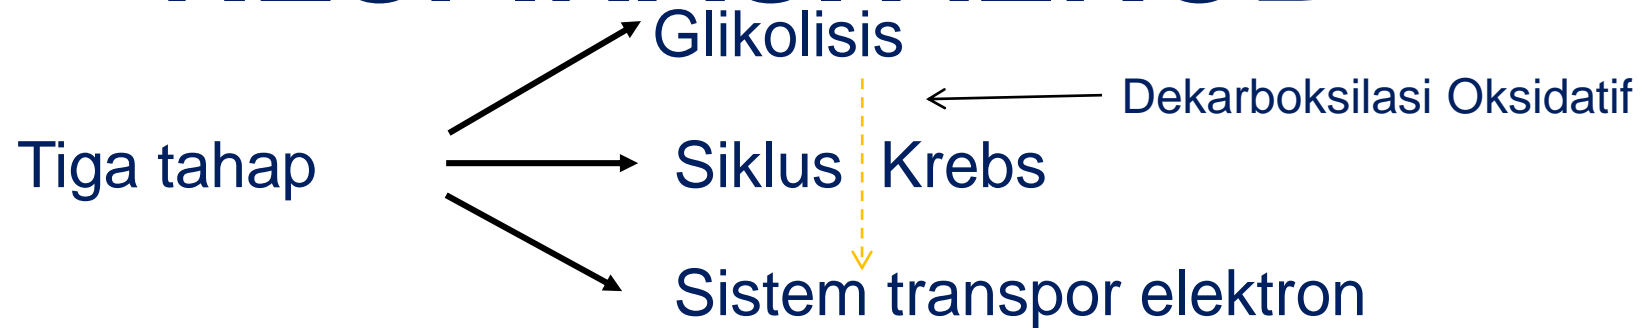 Glikolisis
Dekarboksilasi Oksidatif
Tiga tahap
Siklus Krebs
Sistem transpor elektron